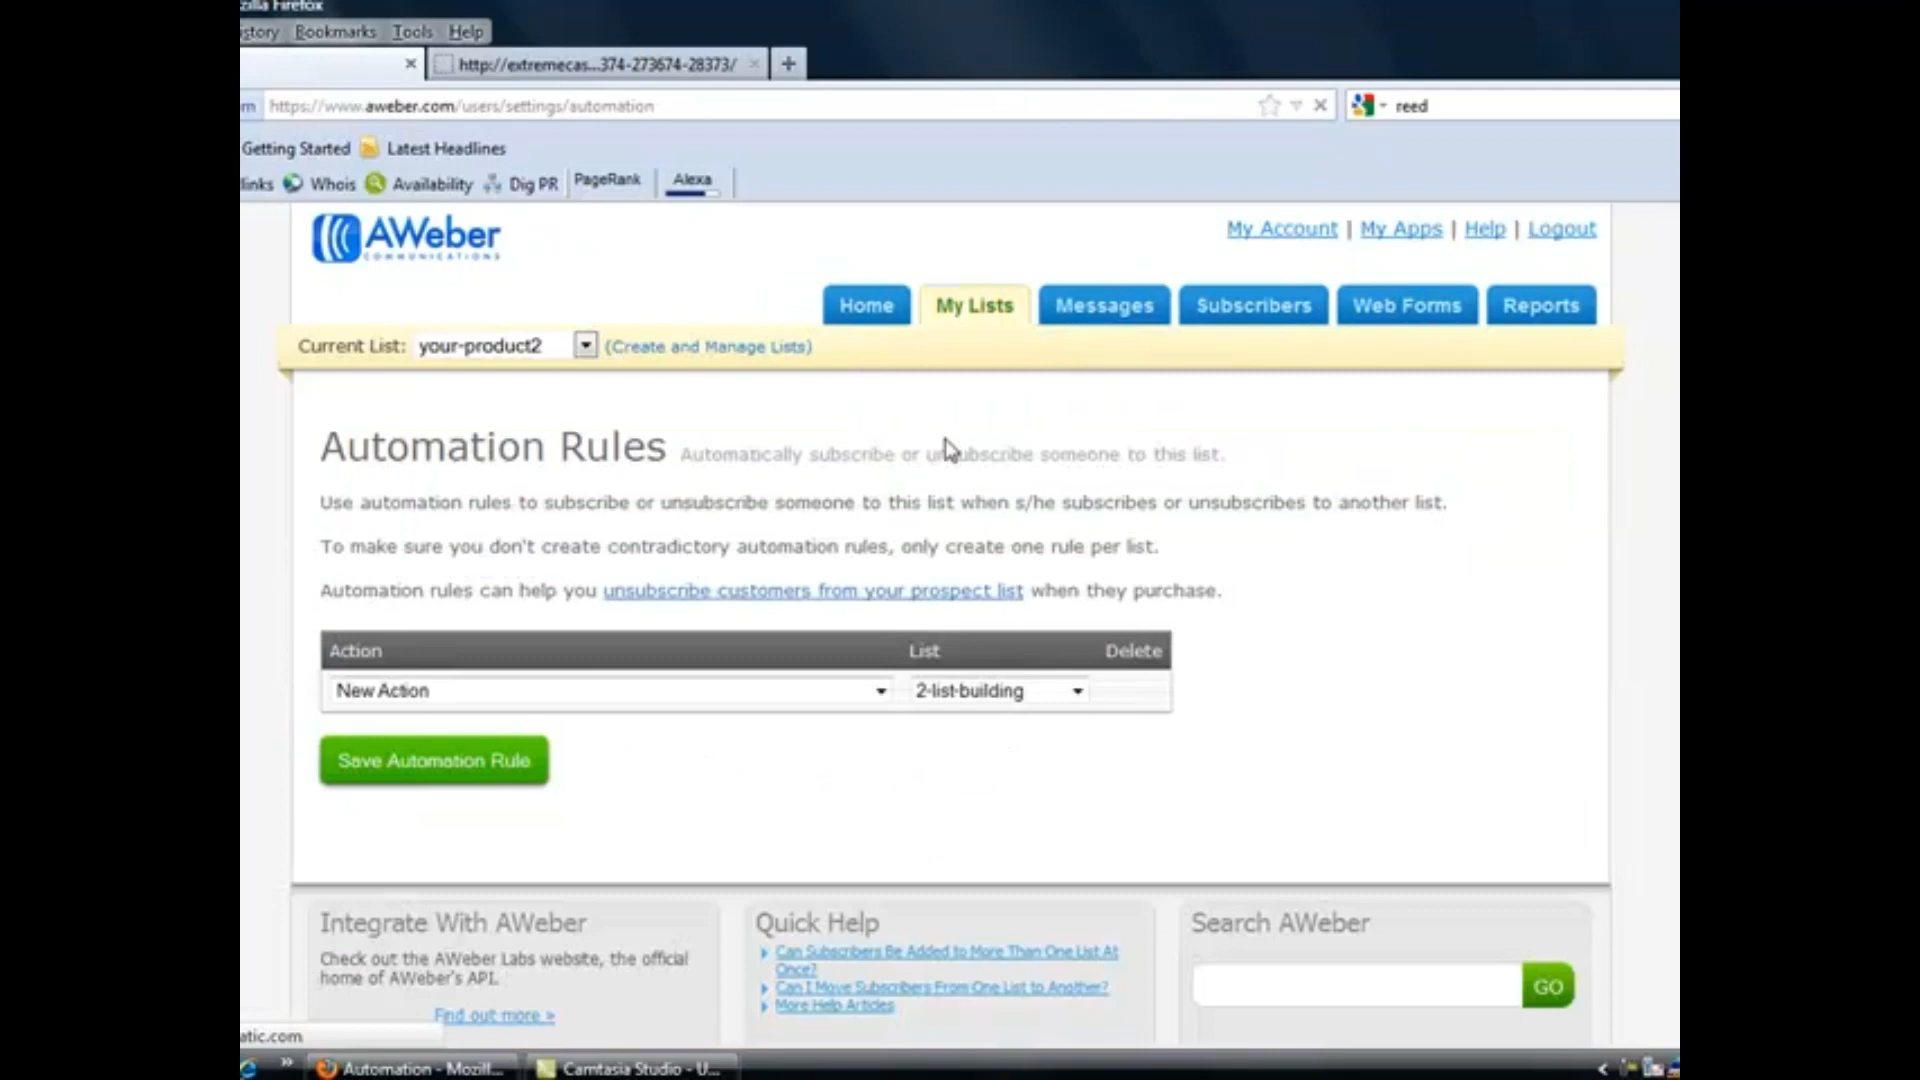 zilla Firefox
istory Bookmarks Tools Help
http://extremecas...374-273674-28373/
https://www.aweber.com/users/settings/automation
reed
Getting Started Latest Headlines
links Whois Availability Dig PR PageRank Alexa
AWeber
COMMUNICATIONS
My Account | My Apps | Help | Logout
Home My Lists Messages Subscribers Web Forms Reports
Current List: your-product2 (Create and Manage Lists)
Automation Rules Automatically subscribe or unsubscribe someone to this list.
Use automation rules to subscribe or unsubscribe someone to this list when s/he subscribes or unsubscribes to another list.
To make sure you don't create contradictory automation rules, only create one rule per list.
Automation rules can help you unsubscribe customers from your prospect list when they purchase.
Action List Delete
New Action 2-list-building
Save Automation Rule
Integrate With AWeber
Check out the AWeber Labs website, the official
home of AWeber's API.
Find out more »
Quick Help
Can Subscribers Be Added to More Than One List At
Once?
Can I Move Subscribers From One List to Another?
More Help Articles
Search AWeber
GO
atic.com
Automation - Mozill... Camtasia Studio - U...